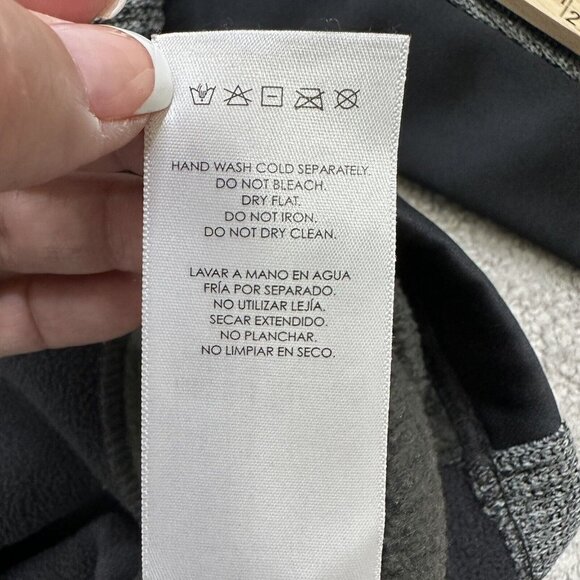 HAND WASH COLD SEPARATELY.
DO NOT BLEACH.
DRY FLAT.
DO NOT IRON.
DO NOT DRY CLEAN.
LAVAR A MANO EN AGUA
FRÍA POR SEPARADO.
NO UTILIZAR LEJÍA.
SECAR EXTENDIDO.
NO PLANCHAR.
NO LIMPIAR EN SECO.